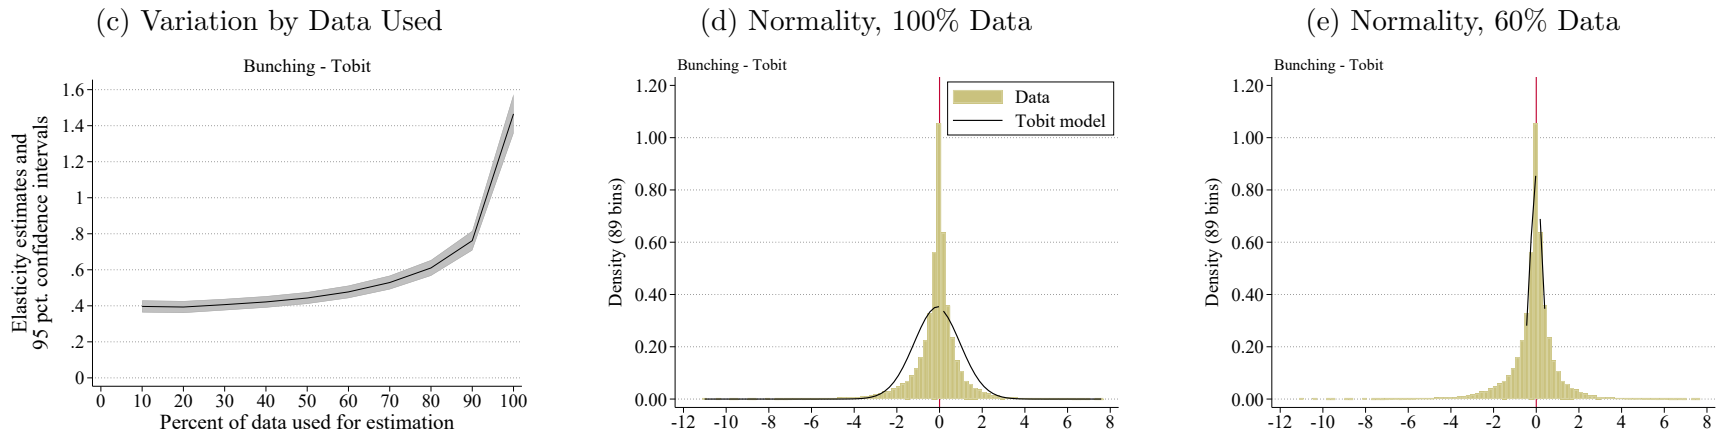 (c) Variation by Data Used
Bunching - Tobit
Elasticity estimates and
95 pct. confidence intervals
1.6
1.4
1.2
1
.8
.6
.4
.2
0
0 10 20 30 40 50 60 70 80 90 100
Percent of data used for estimation
(d) Normality, 100% Data
Bunching - Tobit
Data
Tobit model
Density (89 bins)
1.20
1.00
0.80
0.60
0.40
0.20
0.00
-12 -10 -8 -6 -4 -2 0 2 4 6 8
(e) Normality, 60% Data
Bunching - Tobit
Density (89 bins)
1.20
1.00
0.80
0.60
0.40
0.20
0.00
-12 -10 -8 -6 -4 -2 0 2 4 6 8